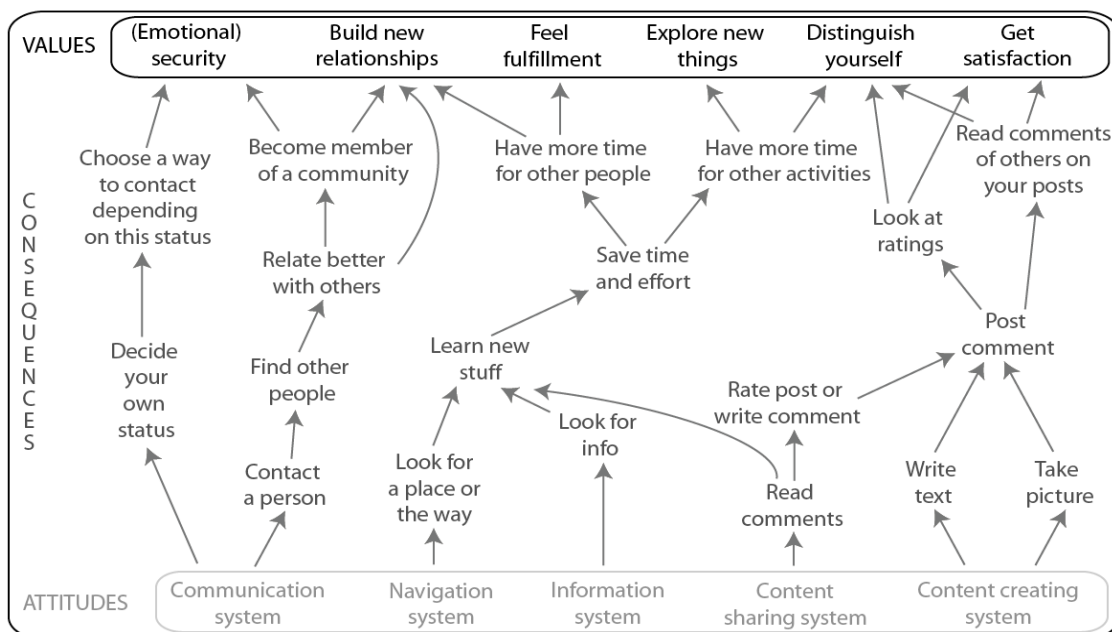 VALUES
(Emotional)
security
Build new
relationships
Feel
fulfillment
Explore new
things
Distinguish
yourself
Get
satisfaction
CONSEQUENCES
Choose a way
to contact
depending
on this status
Become member
of a community
Have more time
for other people
Have more time
for other activities
Read comments
of others on
your posts
Look at
ratings
Relate better
with others
Save time
and effort
Decide
your
own
status
Find other
people
Learn new
stuff
Post
comment
Rate post or
write comment
Look for
info
Contact
a person
Look for
a place or
the way
Read
comments
Write
text
Take
picture
ATTITUDES
Communication
system
Navigation
system
Information
system
Content
sharing system
Content creating
system